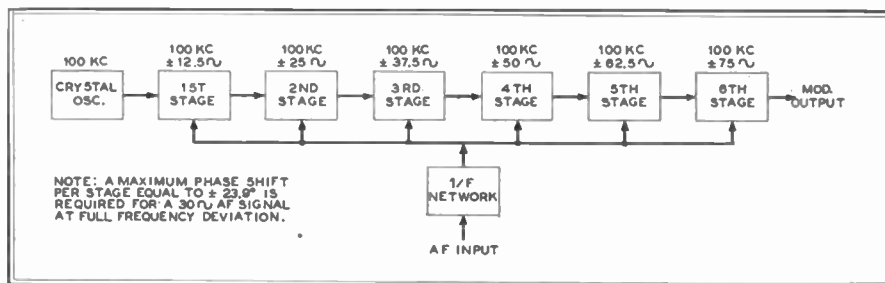 100 KC
100 KC
± 12.5∿
100 KC
± 25∿
100 KC
± 37.5∿
100 KC
± 50∿
100 KC
± 62.5∿
100 KC
± 75∿
CRYSTAL
OSC.
1ST
STAGE
2ND
STAGE
3RD
STAGE
4TH
STAGE
5TH
STAGE
6TH
STAGE
MOD.
OUTPUT
NOTE: A MAXIMUM PHASE SHIFT
PER STAGE EQUAL TO ± 23.9° IS
REQUIRED FOR A 30∿ AF SIGNAL
AT FULL FREQUENCY DEVIATION.
1/F
NETWORK
AF INPUT